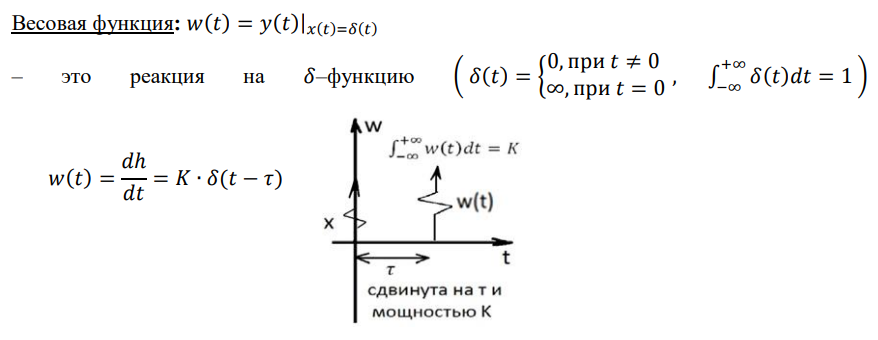 Весовая функция: w(t) = y(t)|x(t)=δ(t)
– это реакция на δ–функцию ( δ(t) = {0, при t ≠ 0 ∞, при t = 0 , ∫_{−∞}^{+∞} δ(t)dt = 1 )
w(t) = dh/dt = K · δ(t − τ)
w
∫_{−∞}^{+∞} w(t)dt = K
w(t)
x
t
τ
сдвинута на τ и
мощностью K